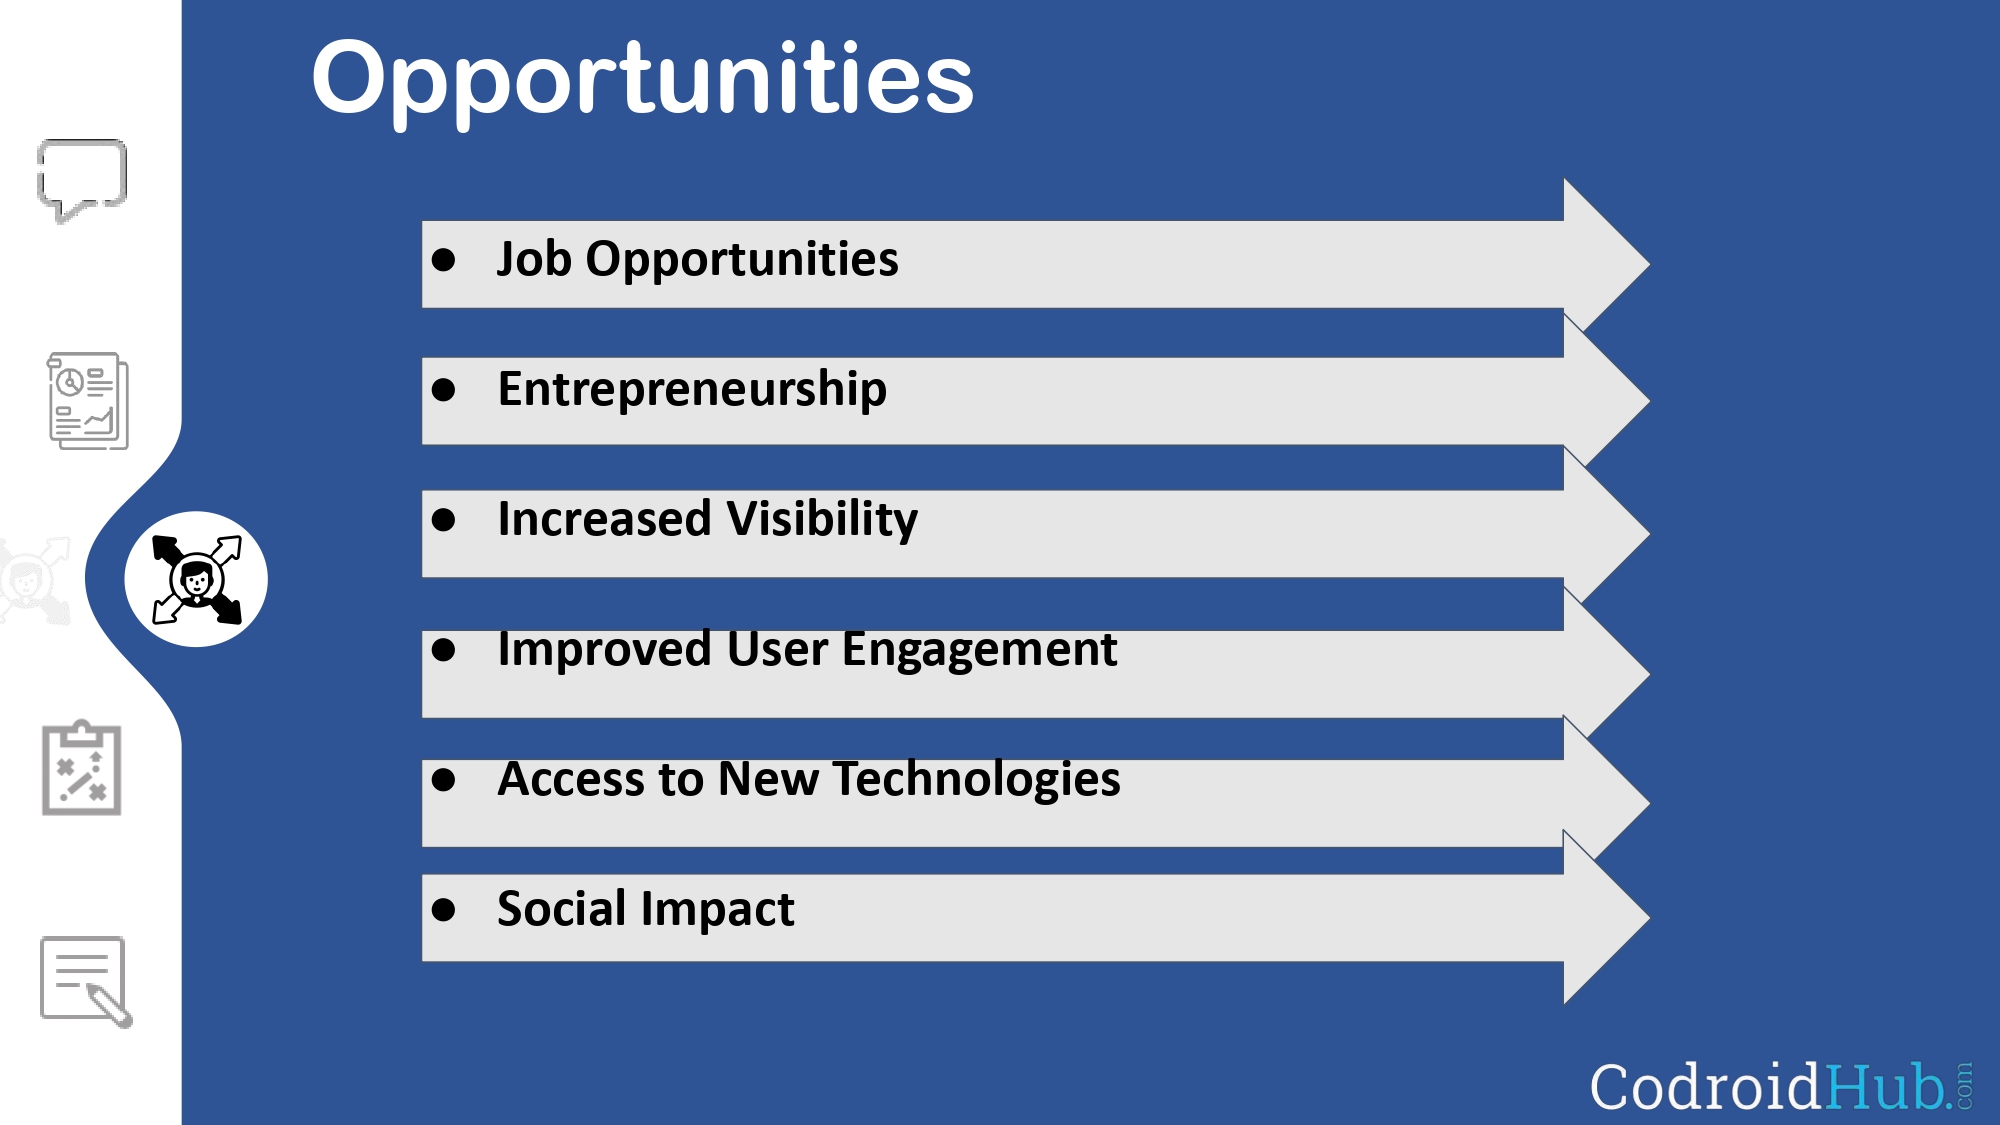 Opportunities
● Job Opportunities
● Entrepreneurship
● Increased Visibility
● Improved User Engagement
● Access to New Technologies
● Social Impact
CodroidHub.com